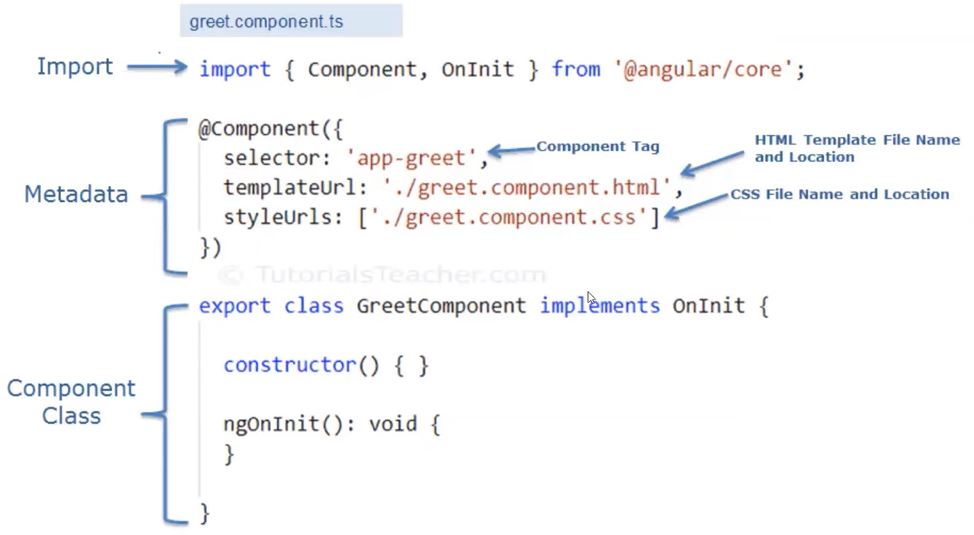 greet.component.ts
Import
import { Component, OnInit } from '@angular/core';
Metadata
@Component({
selector: 'app-greet',
Component Tag
templateUrl: './greet.component.html',
HTML Template File Name
and Location
styleUrls: ['./greet.component.css']
CSS File Name and Location
})
© TutorialsTeacher.com
Component
Class
export class GreetComponent implements OnInit {
constructor() { }
ngOnInit(): void {
}
}